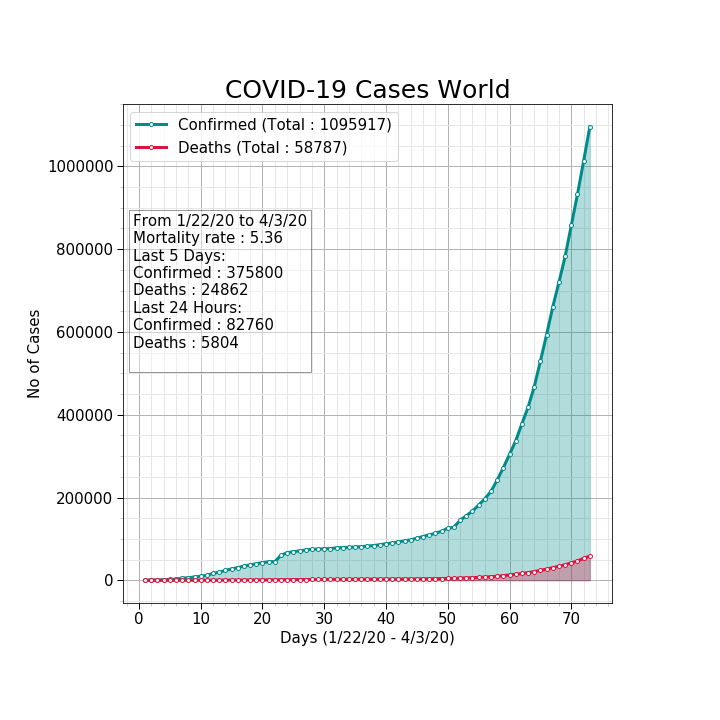 COVID-19 Cases World
Confirmed (Total : 1095917)
Deaths (Total : 58787)
From 1/22/20 to 4/3/20
Mortality rate : 5.36
Last 5 Days:
Confirmed : 375800
Deaths : 24862
Last 24 Hours:
Confirmed : 82760
Deaths : 5804
No of Cases
1000000
800000
600000
400000
200000
0
0 10 20 30 40 50 60 70
Days (1/22/20 - 4/3/20)